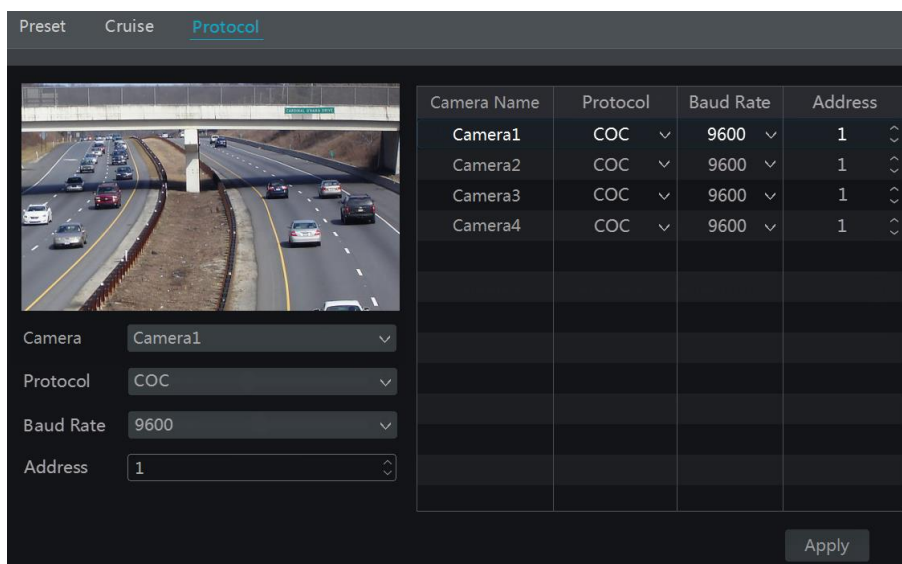 Preset Cruise Protocol
Camera Camera1
Protocol COC
Baud Rate 9600
Address 1
Camera Name Protocol Baud Rate Address
Camera1 COC 9600 1
Camera2 COC 9600 1
Camera3 COC 9600 1
Camera4 COC 9600 1
Apply